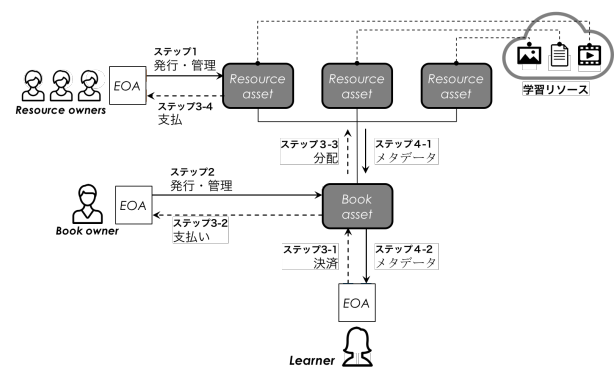 ステップ1
発行・管理
EOA
Resource owners
ステップ3-4
支払
Resource
asset
Resource
asset
Resource
asset
学習リソース
ステップ3-3
分配
ステップ4-1
メタデータ
ステップ2
発行・管理
EOA
Book owner
ステップ3-2
支払い
Book
asset
ステップ3-1
決済
ステップ4-2
メタデータ
EOA
Learner